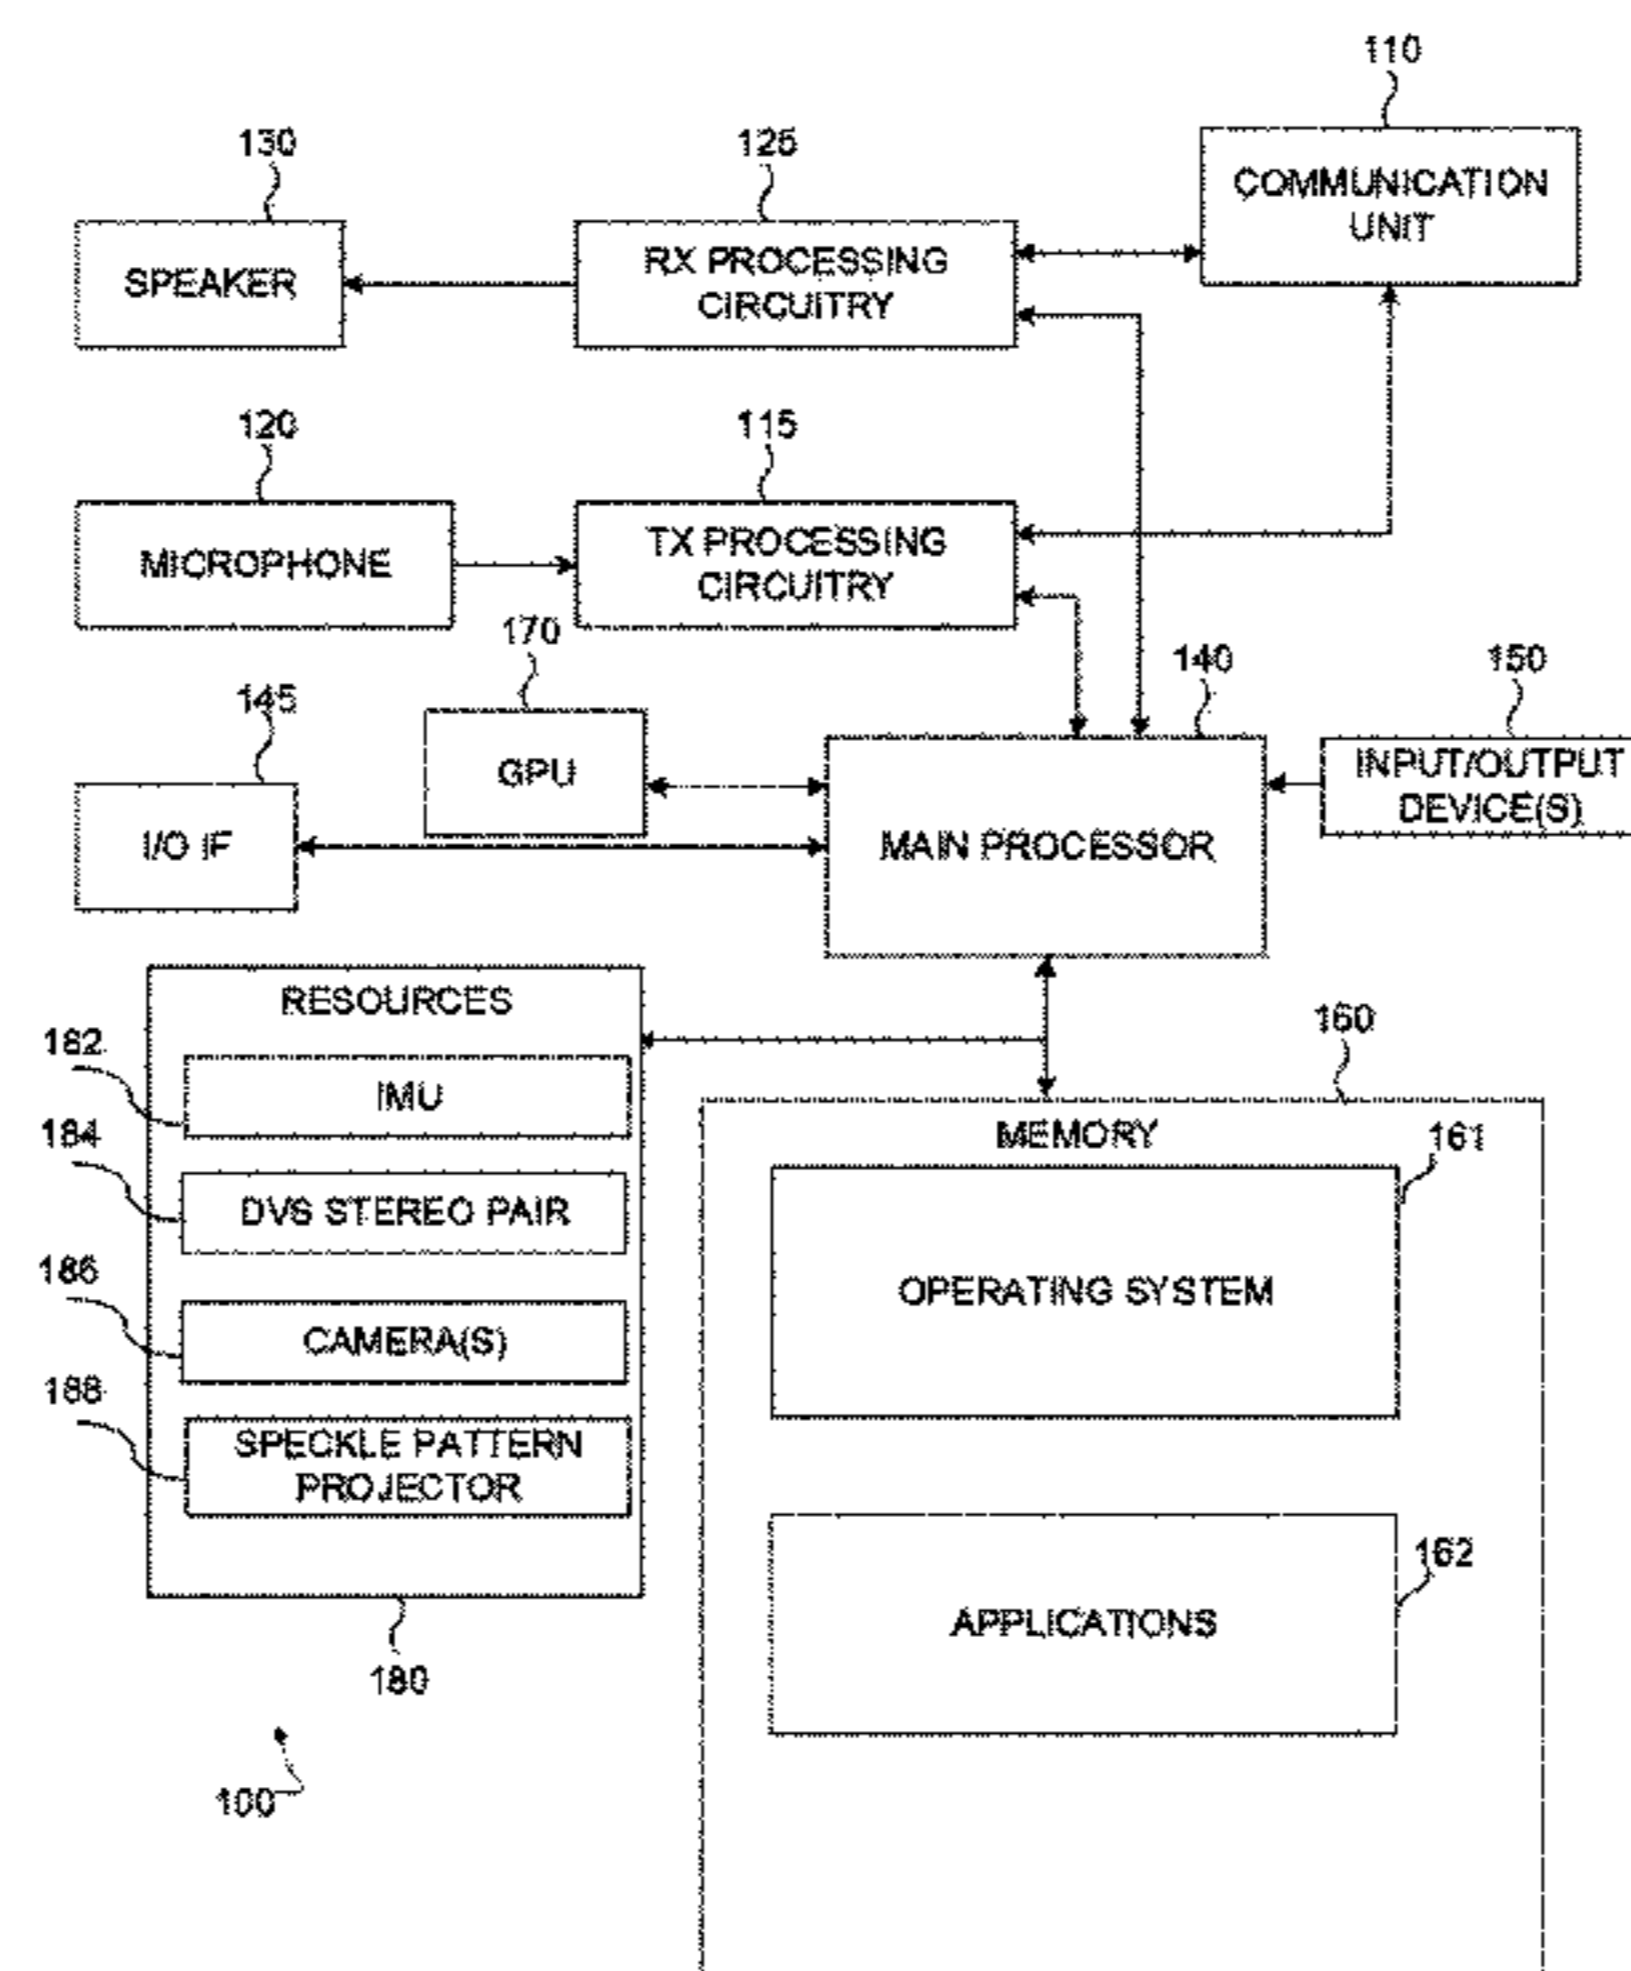 110
130
125
COMMUNICATION
UNIT
SPEAKER
RX PROCESSING
CIRCUITRY
120
115
MICROPHONE
TX PROCESSING
CIRCUITRY
170
140
150
145
GPU
INPUT/OUTPUT
DEVICE(S)
I/O IF
MAIN PROCESSOR
RESOURCES
160
182
IMU
MEMORY
161
184
DVS STEREO PAIR
OPERATING SYSTEM
186
CAMERA(S)
188
SPECKLE PATTERN
PROJECTOR
162
APPLICATIONS
180
100